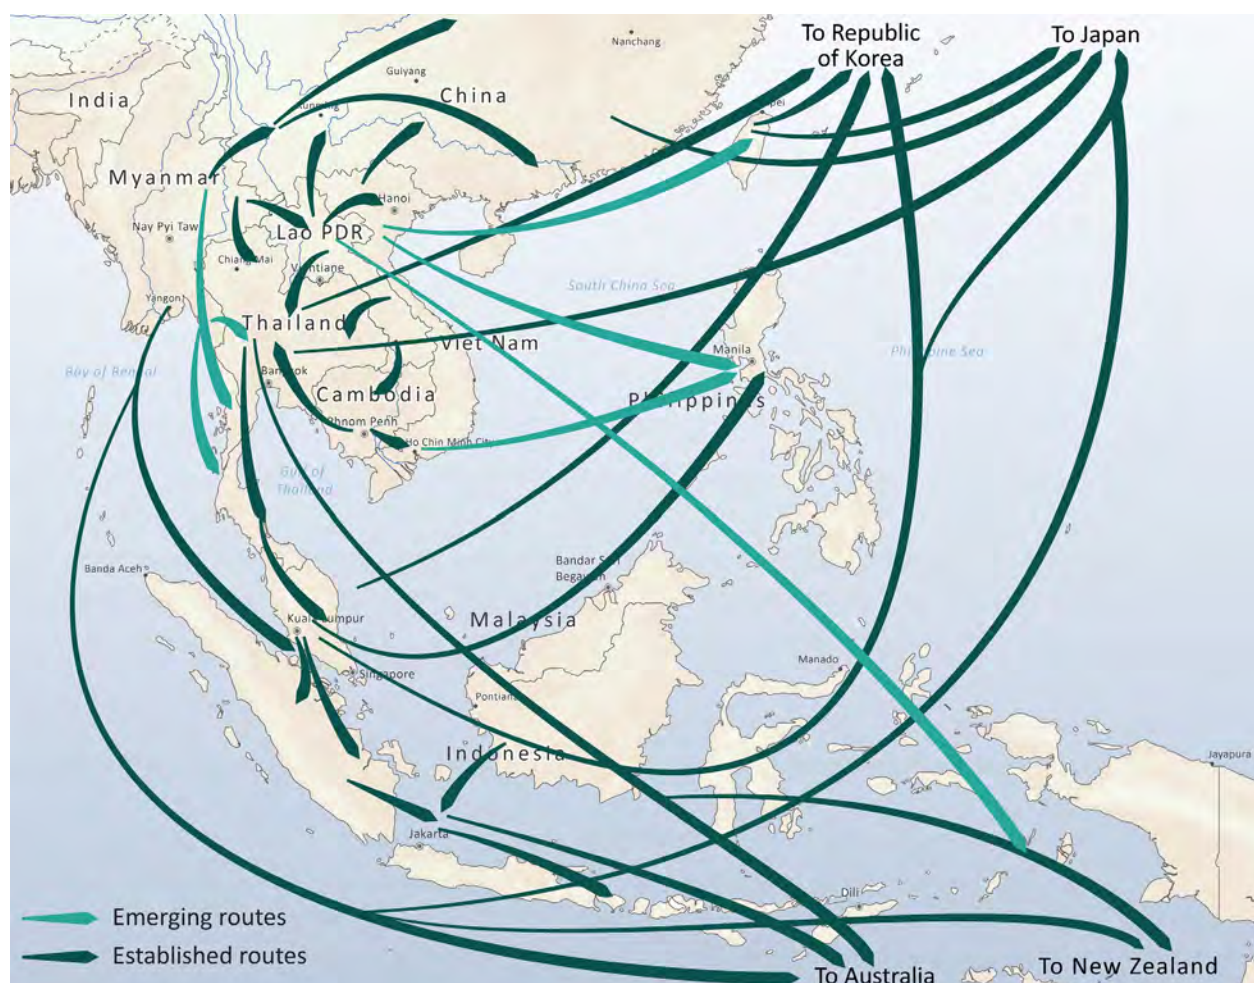 To Republic
of Korea
To Japan
Nanchang
Guiyang
India
China
Kunming
Myanmar
Hanoi
Nay Pyi Taw
Lao PDR
Chiang Mai
Vientiane
South China Sea
Yangon
Thailand
Viet Nam
Manila
Philippine Sea
Bay of Bengal
Bangkok
Cambodia
Philippines
Phnom Penh
Ho Chin Minh City
Gulf of
Thailand
Banda Aceh
Bandar Seri
Begawan
Kuala Lumpur
Malaysia
Singapore
Manado
Indonesia
Jayapura
Jakarta
Dili
Emerging routes
Established routes
To Australia
To New Zealand